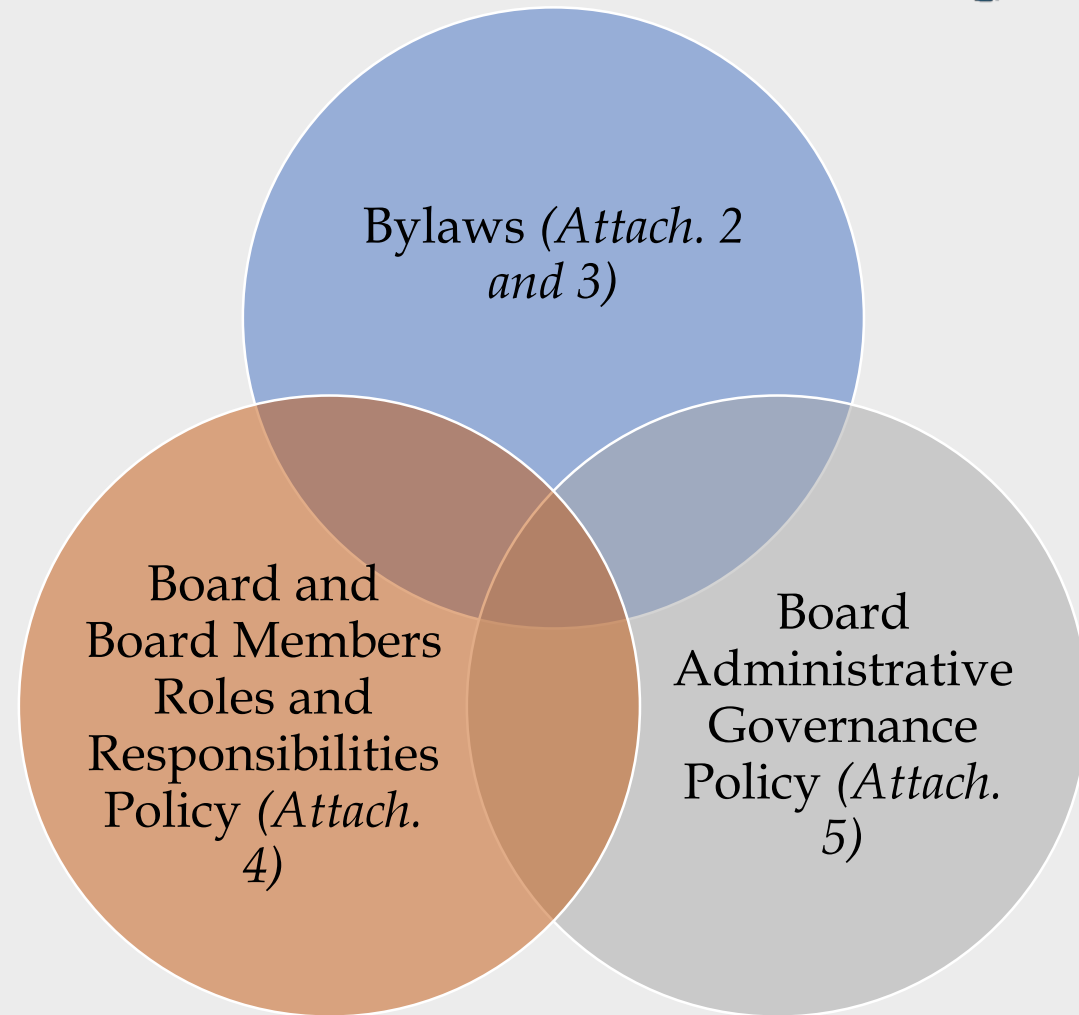 Bylaws (Attach. 2
and 3)
Board and
Board Members
Roles and
Responsibilities
Policy (Attach.
4)
Board
Administrative
Governance
Policy (Attach.
5)